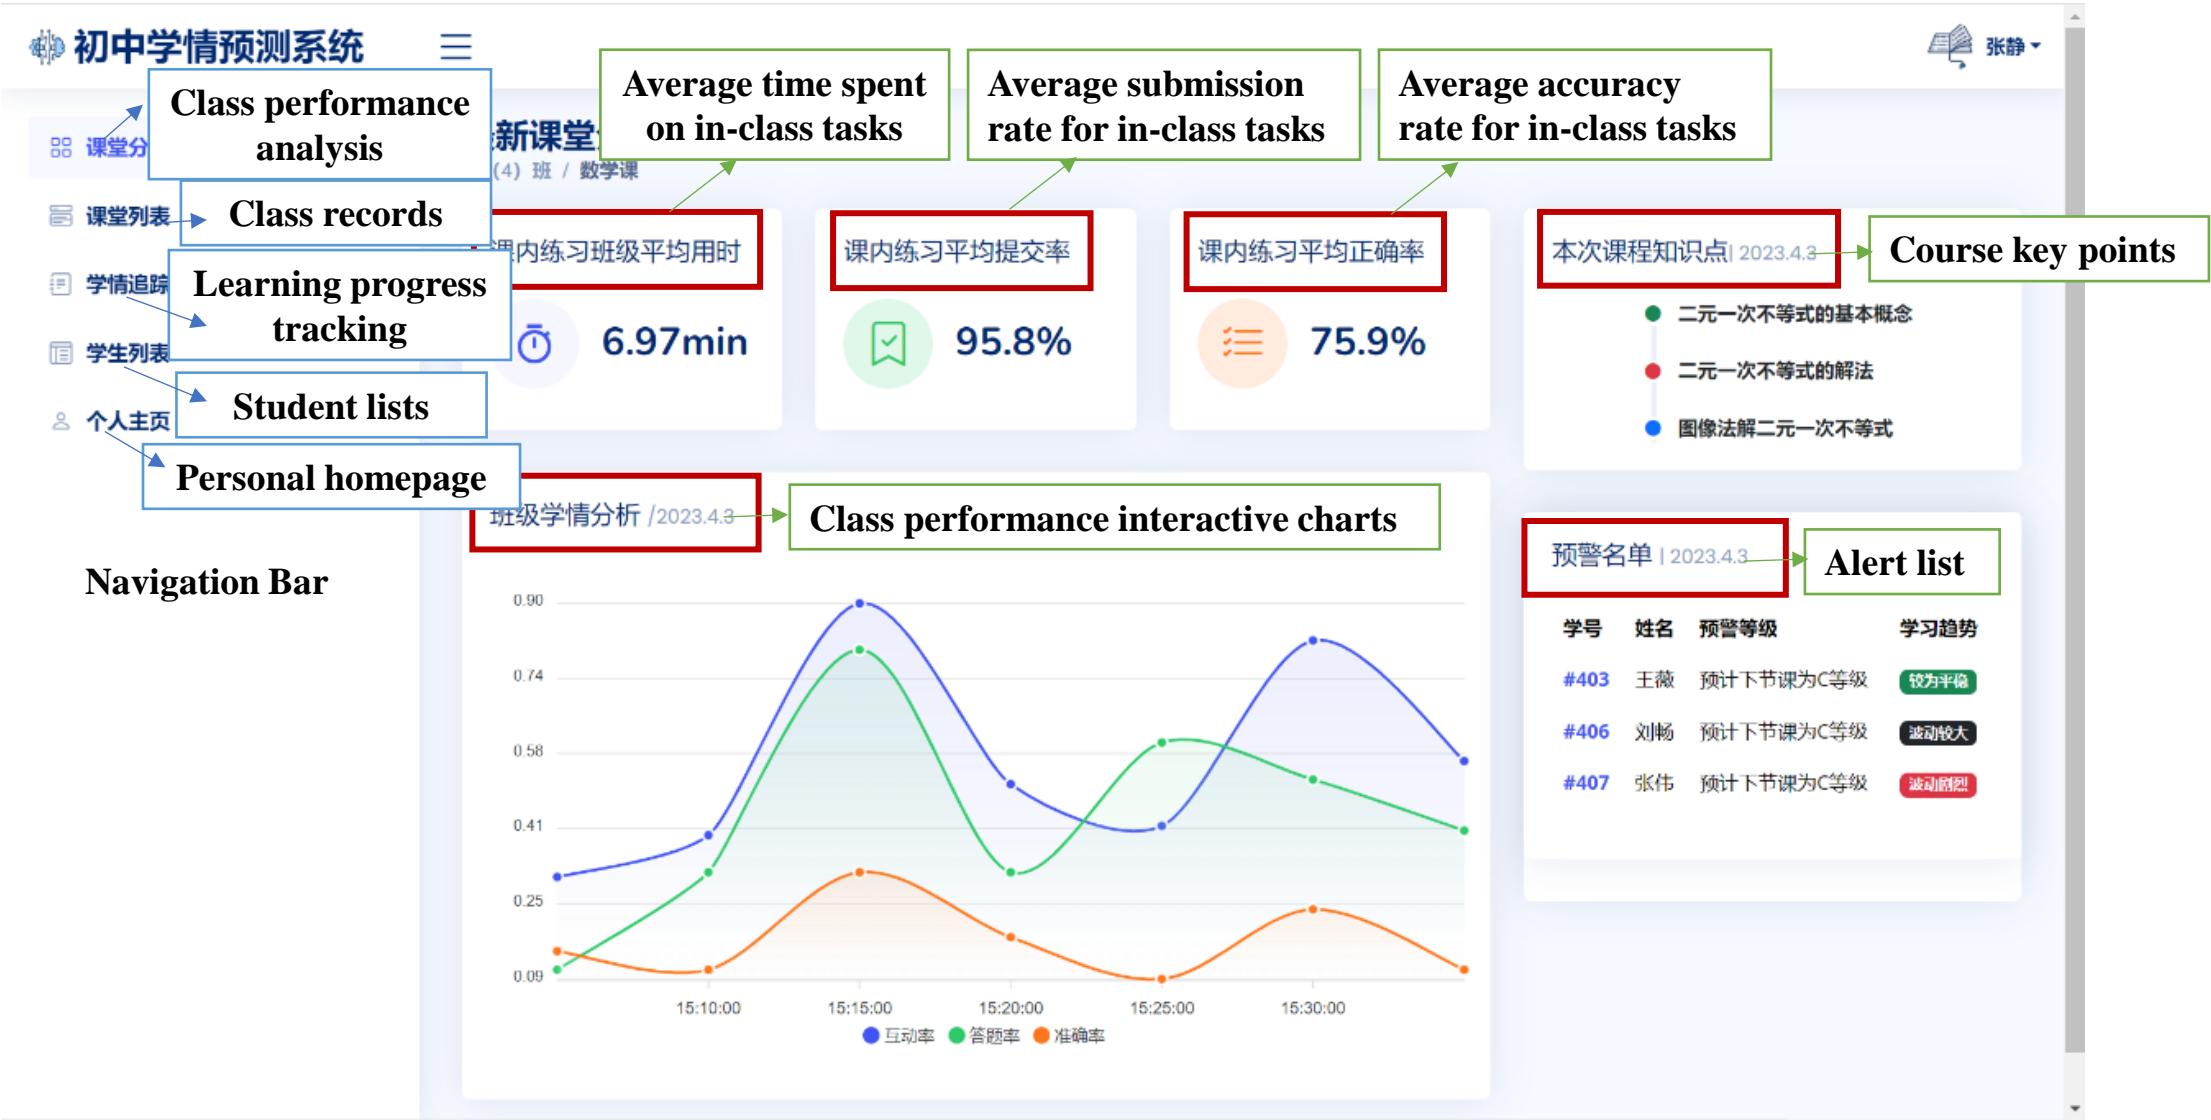 初中学情预测系统
张静
Class performance
analysis
Average time spent
on in-class tasks
Average submission
rate for in-class tasks
Average accuracy
rate for in-class tasks
课堂分
新课堂
(4) 班 / 数学课
课堂列表
Class records
学情追踪
Learning progress
tracking
学生列表
Student lists
个人主页
Personal homepage
Navigation Bar
课内练习班级平均用时
6.97min
课内练习平均提交率
95.8%
课内练习平均正确率
75.9%
本次课程知识点| 2023.4.3
Course key points
二元一次不等式的基本概念
二元一次不等式的解法
图像法解二元一次不等式
班级学情分析 /2023.4.3
Class performance interactive charts
预警名单 | 2023.4.3
Alert list
学号 姓名 预警等级 学习趋势
#403 王薇 预计下节课为C等级 较为平稳
#406 刘畅 预计下节课为C等级 波动较大
#407 张伟 预计下节课为C等级 波动剧烈
0.90
0.74
0.58
0.41
0.25
0.09
15:10:00 15:15:00 15:20:00 15:25:00 15:30:00
互动率 答题率 准确率